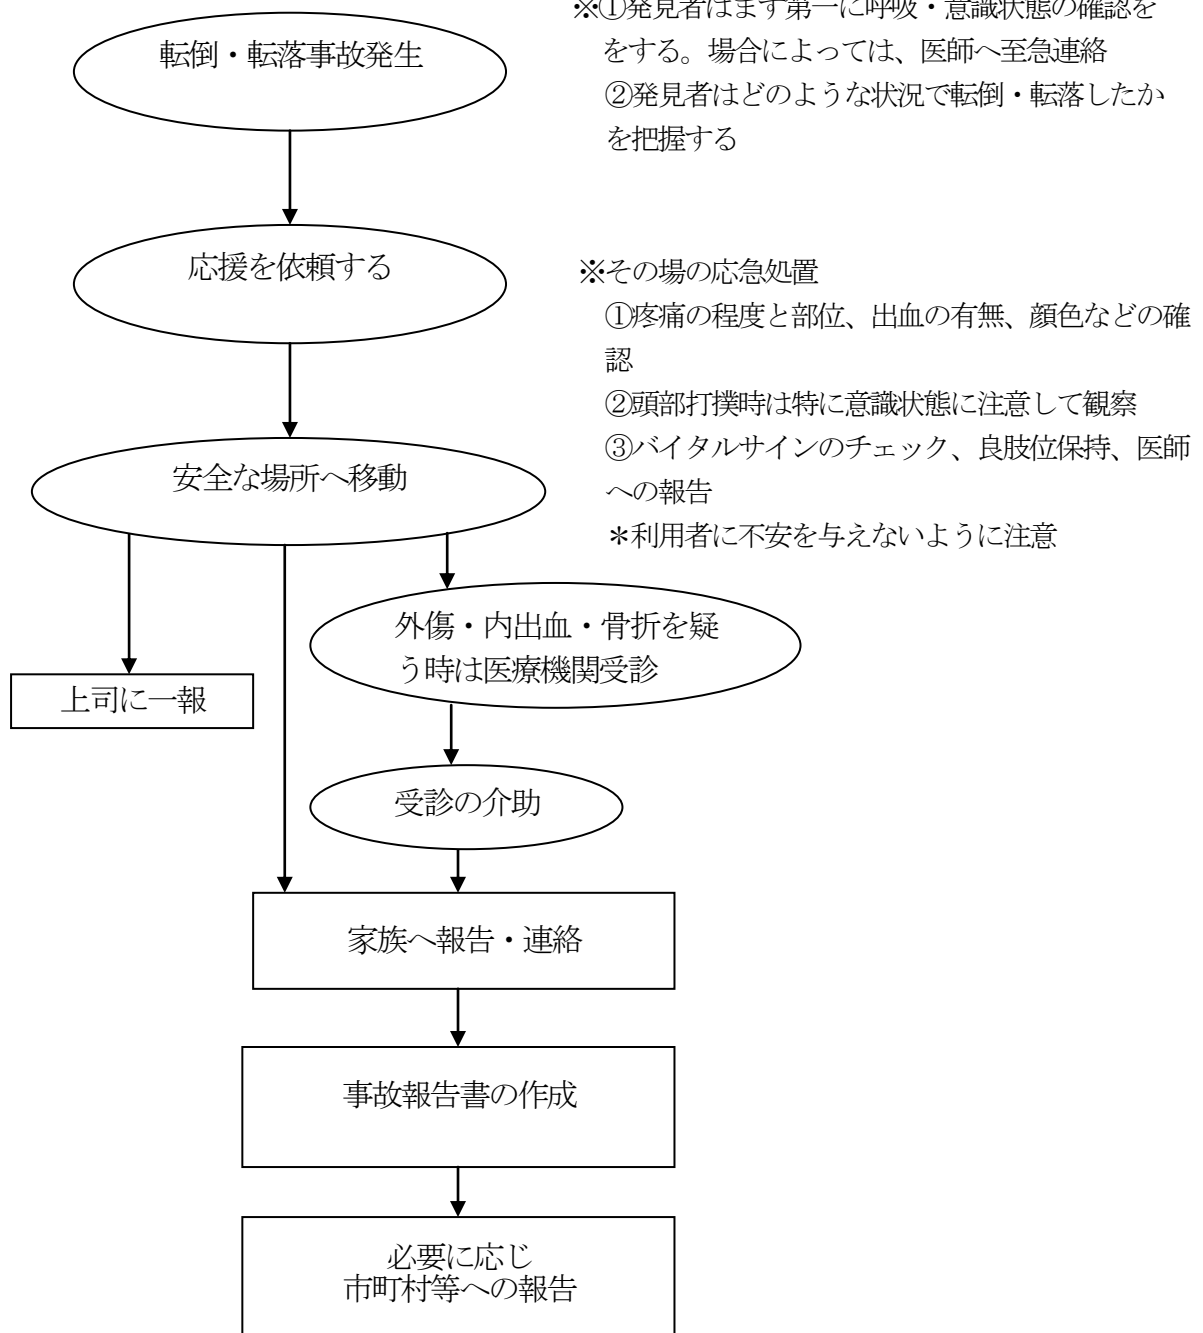 ※①発見者はまず第一に呼吸・意識状態の確認を
をする。場合によっては、医師へ至急連絡
②発見者はどのような状況で転倒・転落したか
を把握する
転倒・転落事故発生
応援を依頼する
※その場の応急処置
①疼痛の程度と部位、出血の有無、顔色などの確
認
②頭部打撲時は特に意識状態に注意して観察
③バイタルサインのチェック、良肢位保持、医師
への報告
＊利用者に不安を与えないように注意
安全な場所へ移動
外傷・内出血・骨折を疑
う時は医療機関受診
上司に一報
受診の介助
家族へ報告・連絡
事故報告書の作成
必要に応じ
市町村等への報告